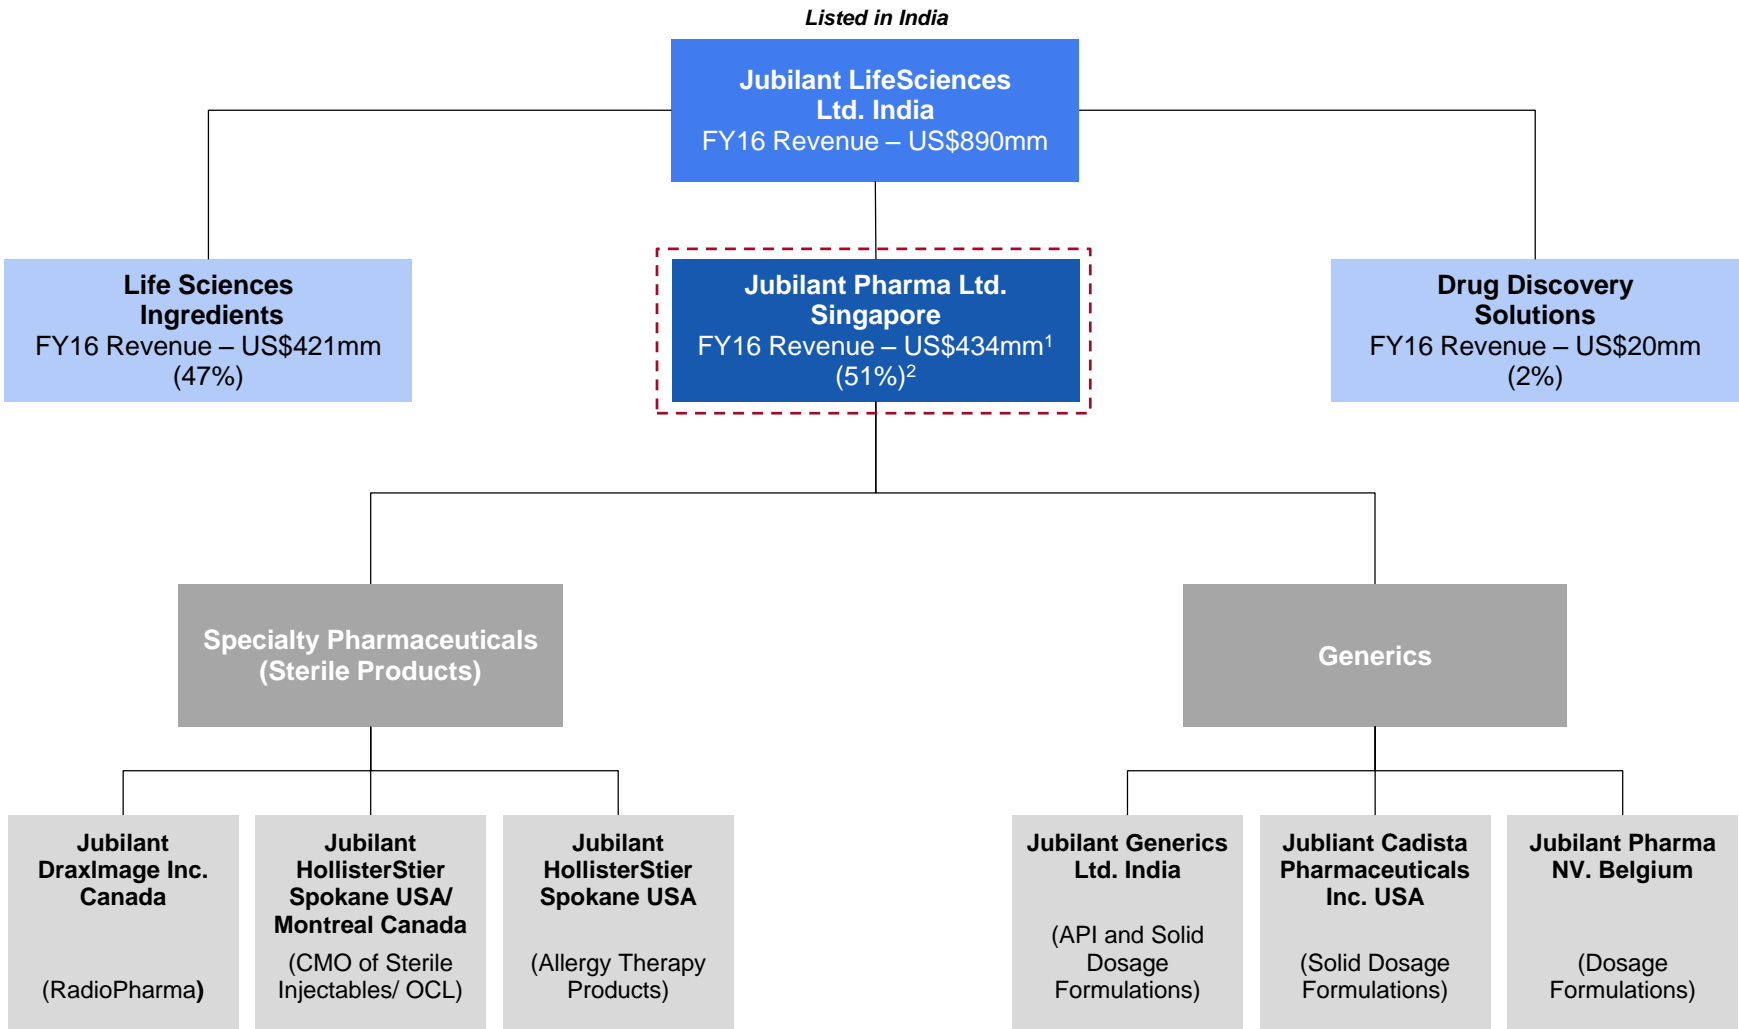 Listed in India
Jubilant LifeSciences
Ltd. India
FY16 Revenue – US$890mm
Life Sciences
Ingredients
FY16 Revenue – US$421mm
(47%)
Jubilant Pharma Ltd.
Singapore
FY16 Revenue – US$434mm¹
(51%)²
Drug Discovery
Solutions
FY16 Revenue – US$20mm
(2%)
Specialty Pharmaceuticals
(Sterile Products)
Generics
Jubilant
DraxImage Inc.
Canada
(RadioPharma)
Jubilant
HollisterStier
Spokane USA/
Montreal Canada
(CMO of Sterile
Injectables/ OCL)
Jubilant
HollisterStier
Spokane USA
(Allergy Therapy
Products)
Jubilant Generics
Ltd. India
(API and Solid
Dosage
Formulations)
Jubliant Cadista
Pharmaceuticals
Inc. USA
(Solid Dosage
Formulations)
Jubilant Pharma
NV. Belgium
(Dosage
Formulations)